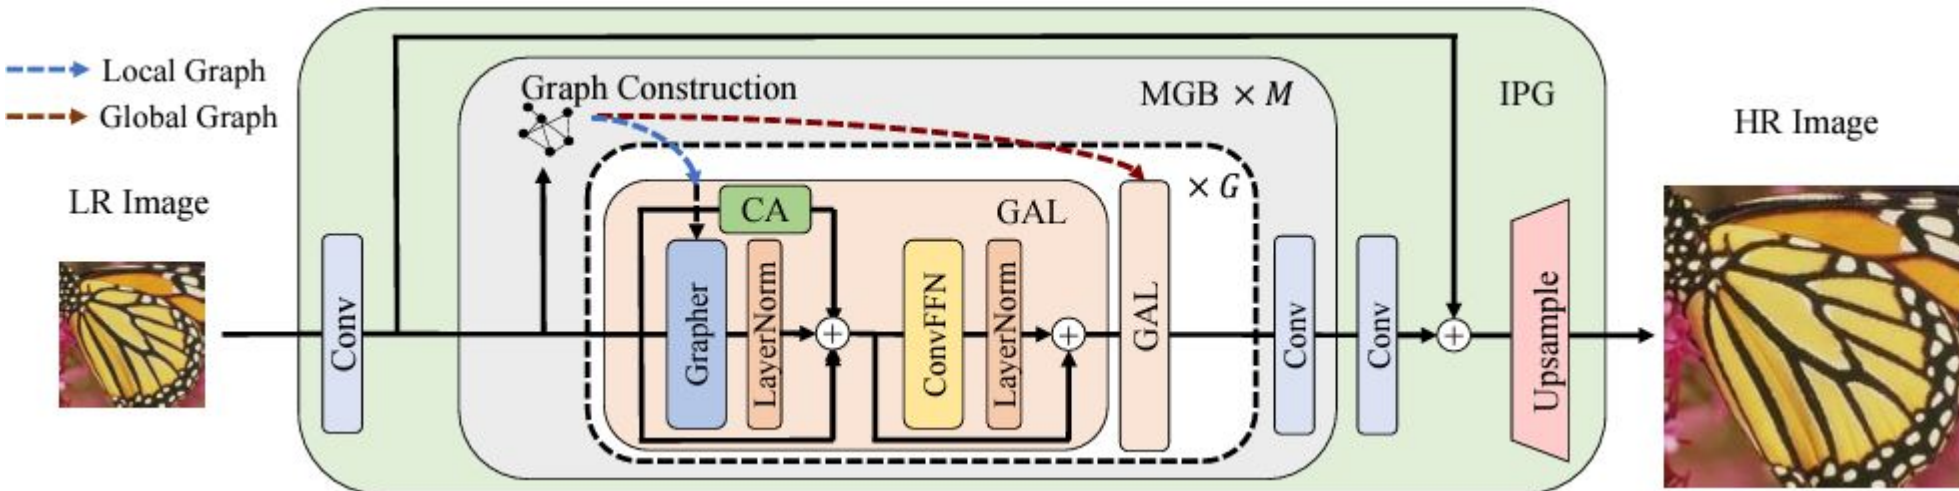 Local Graph
Global Graph
LR Image
Conv
Graph Construction
MGB × M
IPG
× G
CA
GAL
Grapher
LayerNorm
+
ConvFFN
LayerNorm
+
GAL
Conv
Conv
+
Upsample
HR Image